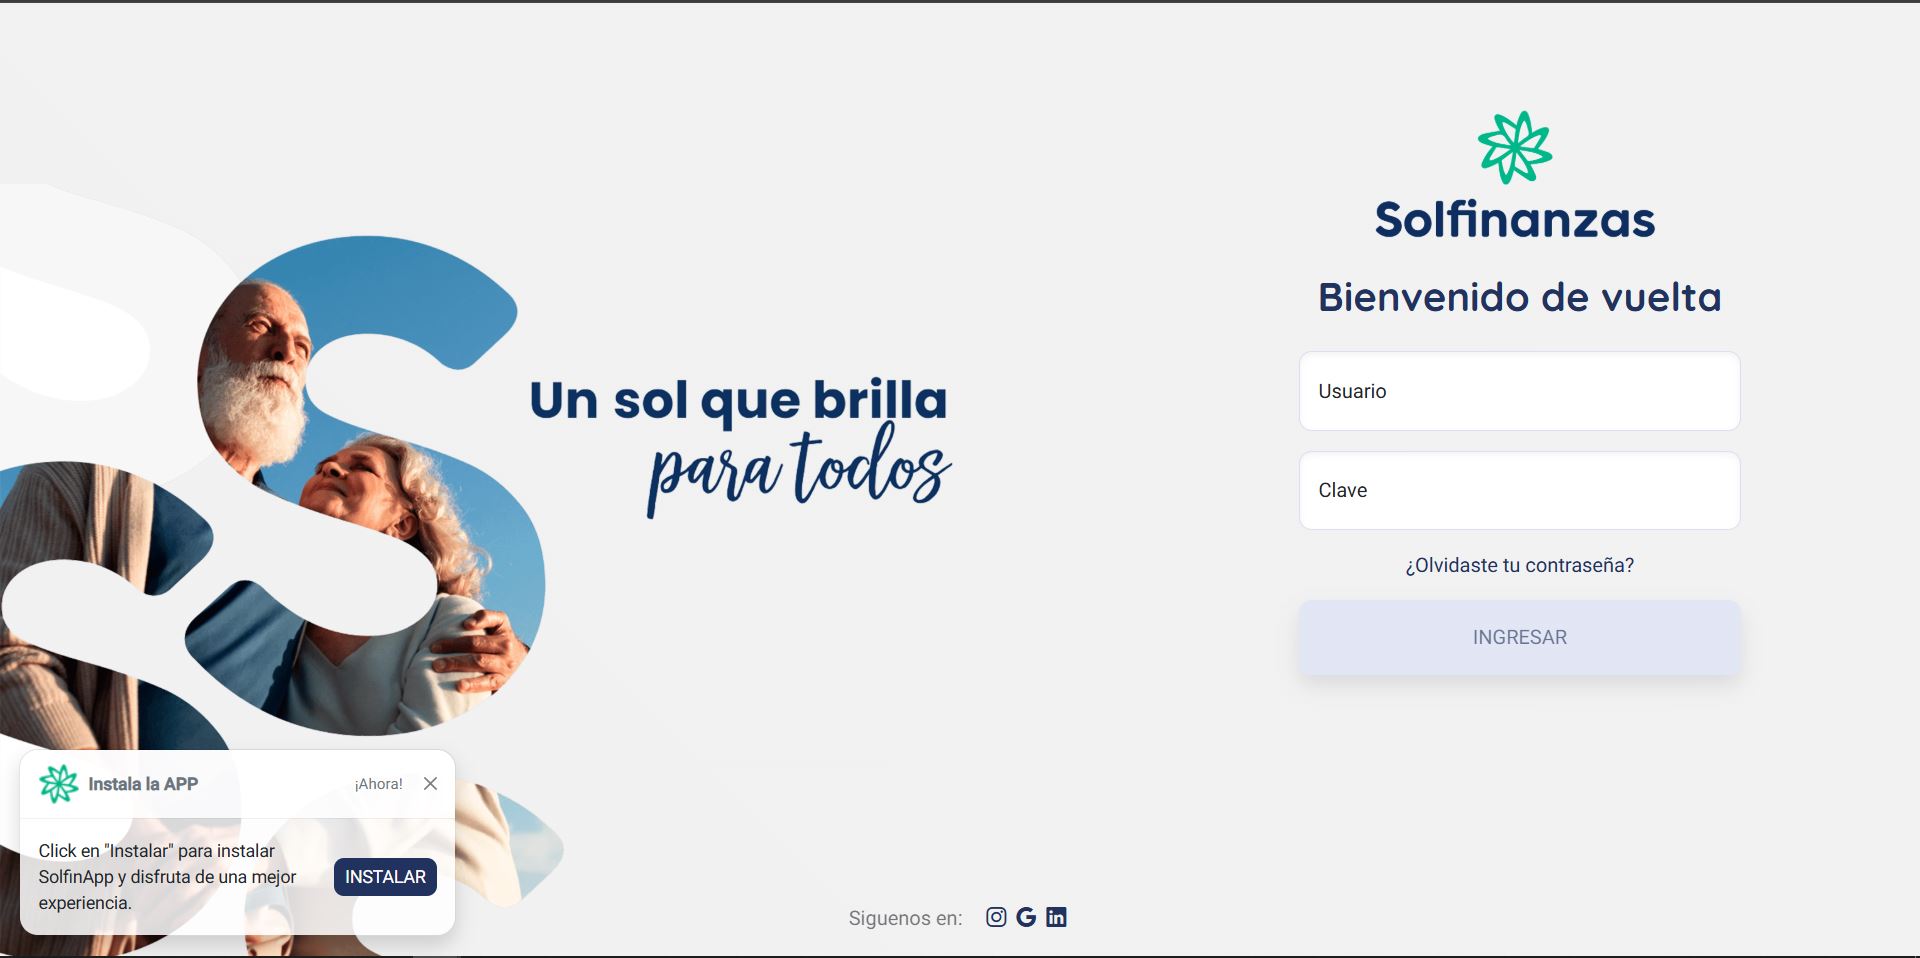 Solfinanzas
Bienvenido de vuelta
Usuario
Clave
¿Olvidaste tu contraseña?
INGRESAR
Un sol que brilla
para todos
Instala la APP
¡Ahora!
Click en "Instalar" para instalar
SolfinApp y disfruta de una mejor
experiencia.
INSTALAR
Siguenos en: